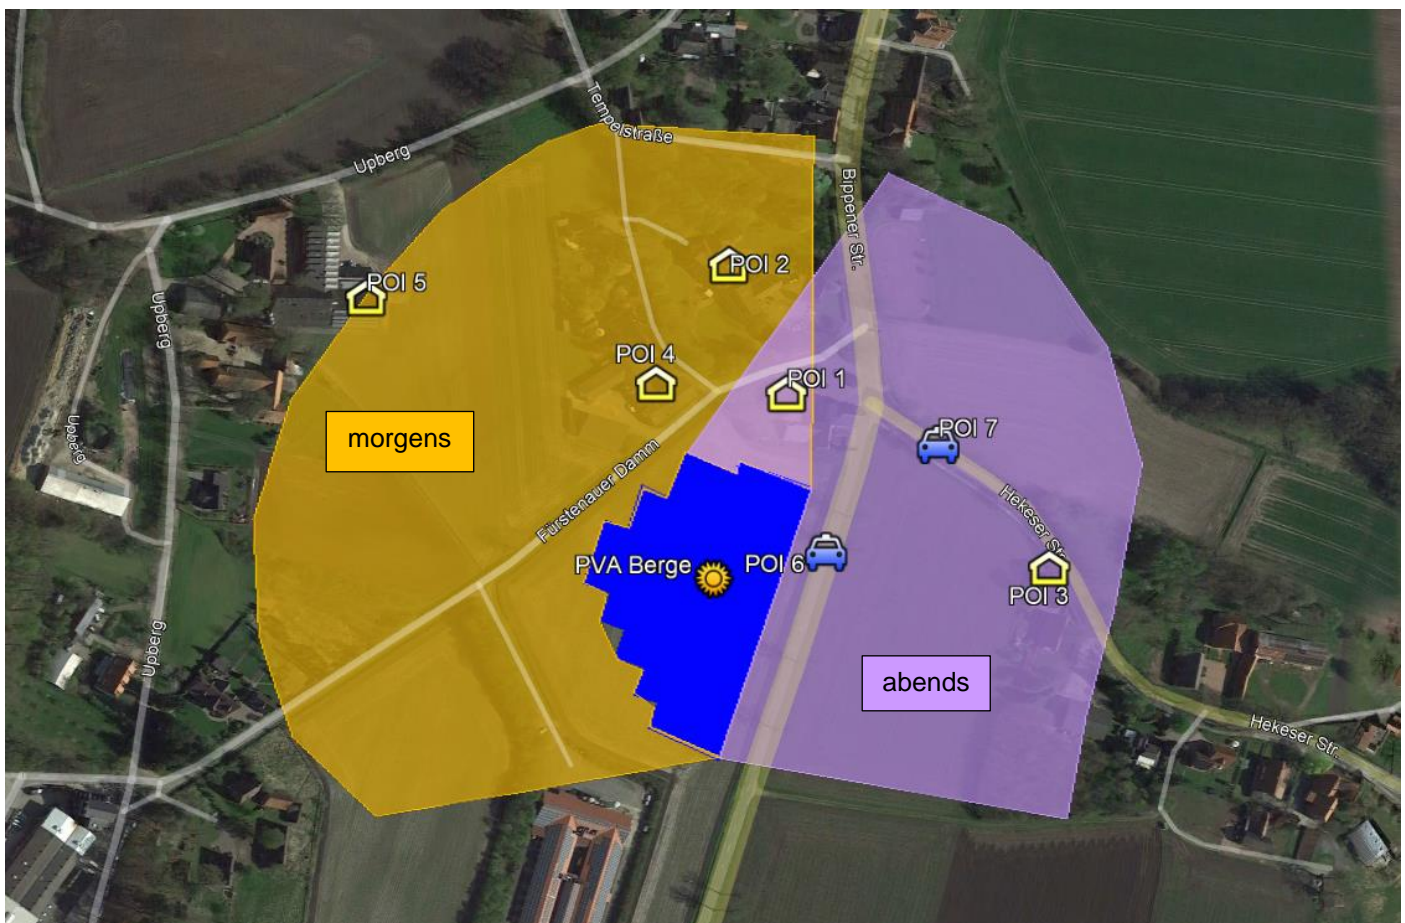 Tempelstraße
Upberg
Bippener Str.
POI 2
POI 5
Upberg
POI 4
POI 1
Upberg
morgens
POI 7
Fürstenauer Damm
Hekeser Str.
PVA Berge
POI 6
POI 3
Upberg
abends
Hekeser Str.